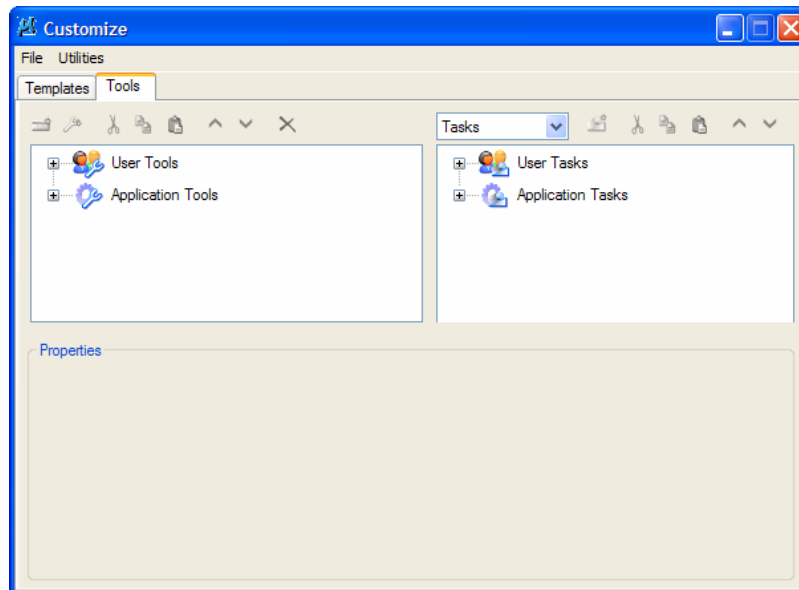 Customize
File Utilities
Templates Tools
Tasks
User Tools
Application Tools
User Tasks
Application Tasks
Properties